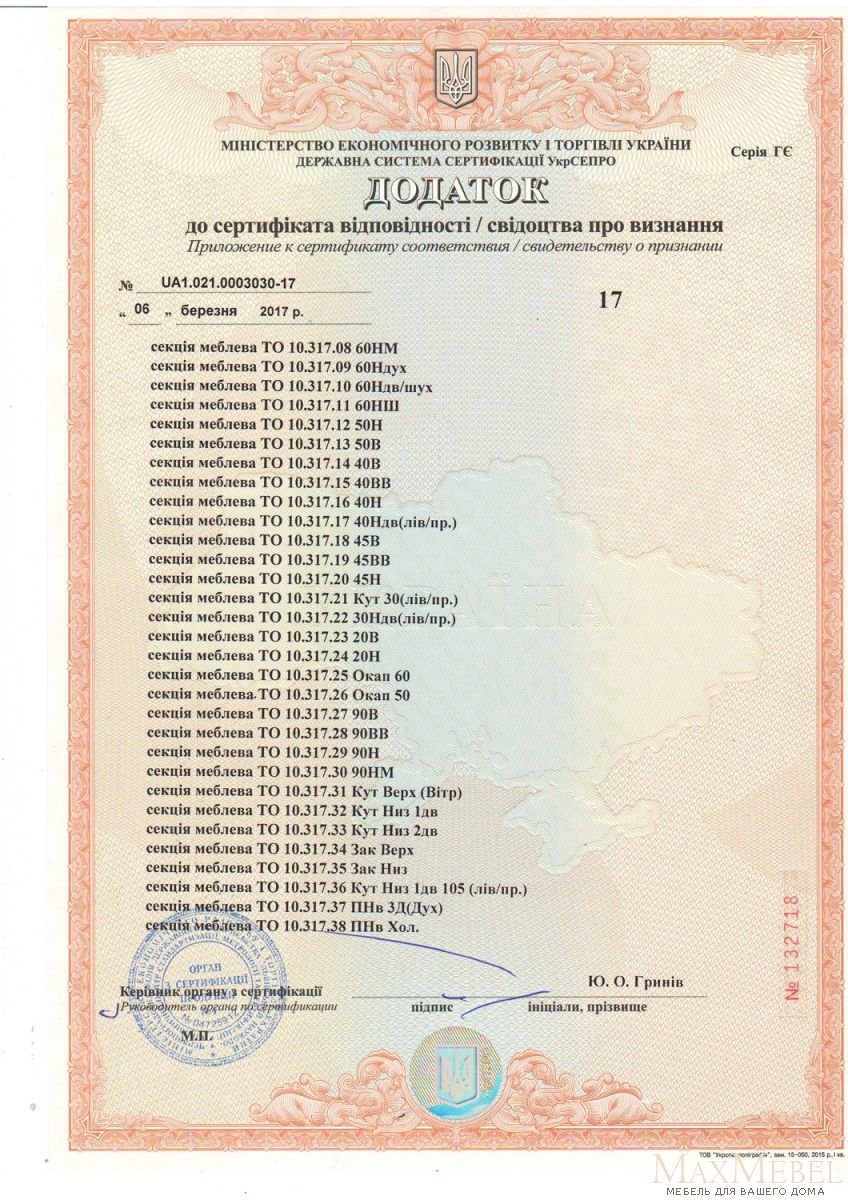 МІНІСТЕРСТВО ЕКОНОМІЧНОГО РОЗВИТКУ І ТОРГІВЛІ УКРАЇНИ
ДЕРЖАВНА СИСТЕМА СЕРТИФІКАЦІЇ УкрСЕПРО
Серія ГЄ
ДОДАТОК
до сертифіката відповідності / свідоцтва про визнання
Приложение к сертификату соответствия / свидетельству о признании
№ UA1.021.0003030-17
17
„ 06 „ березня 2017 р.
секція меблева ТО 10.317.08 60НМ
секція меблева ТО 10.317.09 60Ндух
секція меблева ТО 10.317.10 60Ндв/шух
секція меблева ТО 10.317.11 60НШ
секція меблева ТО 10.317.12 50Н
секція меблева ТО 10.317.13 50В
секція меблева ТО 10.317.14 40В
секція меблева ТО 10.317.15 40ВВ
секція меблева ТО 10.317.16 40Н
секція меблева ТО 10.317.17 40Ндв(лів/пр.)
секція меблева ТО 10.317.18 45В
секція меблева ТО 10.317.19 45ВВ
секція меблева ТО 10.317.20 45Н
секція меблева ТО 10.317.21 Кут 30(лів/пр.)
секція меблева ТО 10.317.22 30Ндв(лів/пр.)
секція меблева ТО 10.317.23 20В
секція меблева ТО 10.317.24 20Н
секція меблева ТО 10.317.25 Окап 60
секція меблева ТО 10.317.26 Окап 50
секція меблева ТО 10.317.27 90В
секція меблева ТО 10.317.28 90ВВ
секція меблева ТО 10.317.29 90Н
секція меблева ТО 10.317.30 90НМ
секція меблева ТО 10.317.31 Кут Верх (Вітр)
секція меблева ТО 10.317.32 Кут Низ 1дв
секція меблева ТО 10.317.33 Кут Низ 2дв
секція меблева ТО 10.317.34 Зак Верх
секція меблева ТО 10.317.35 Зак Низ
секція меблева ТО 10.317.36 Кут Низ 1дв 105 (лів/пр.)
секція меблева ТО 10.317.37 ПНв 3Д(Дух)
секція меблева ТО 10.317.38 ПНв Хол.
№ 132718
ОРГАН
З СЕРТИФІКАЦІЇ
Ю. О. Гринів
Керівник органу з сертифікації
Руководитель органа по сертификации
підпис
ініціали, прізвище
М.П.
MAXMEBEL
МЕБЕЛЬ ДЛЯ ВАШЕГО ДОМА